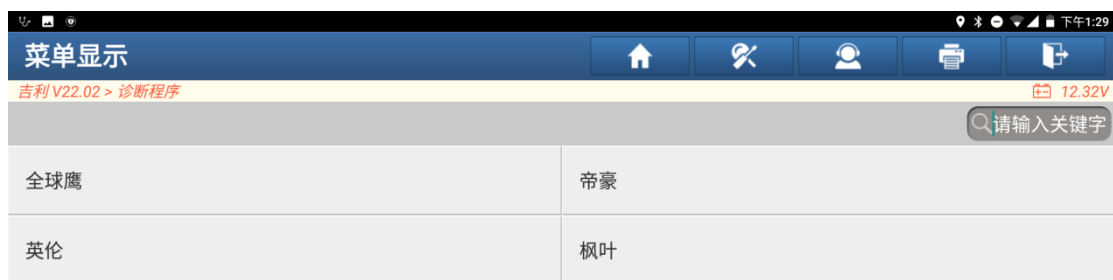 下午1:29
菜单显示
吉利 V22.02 > 诊断程序 12.32V
请输入关键字
全球鹰 帝豪
英伦 枫叶